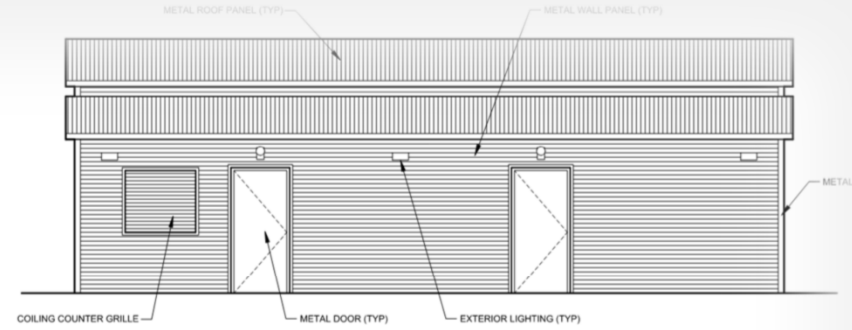 METAL ROOF PANEL (TYP)
METAL WALL PANEL (TYP)
METAL
COILING COUNTER GRILLE
METAL DOOR (TYP)
EXTERIOR LIGHTING (TYP)